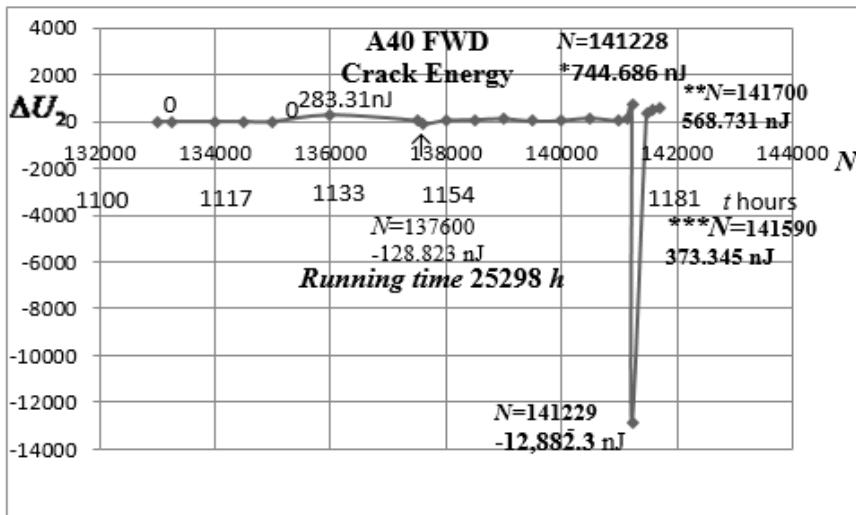 4000
A40 FWD
N=141228
2000
Crack Energy
*744.686 nJ
ΔU₂
0
0
0
283.31nJ
**N=141700
568.731 nJ
132000 134000 136000 138000 140000 142000 144000 N
-2000
1100 1117 1133 1154 1181 t hours
-4000
N=137600
***N=141590
-128.823 nJ
373.345 nJ
-6000
Running time 25298 h
-8000
-10000
-12000
N=141229
-12,882.3 nJ
-14000